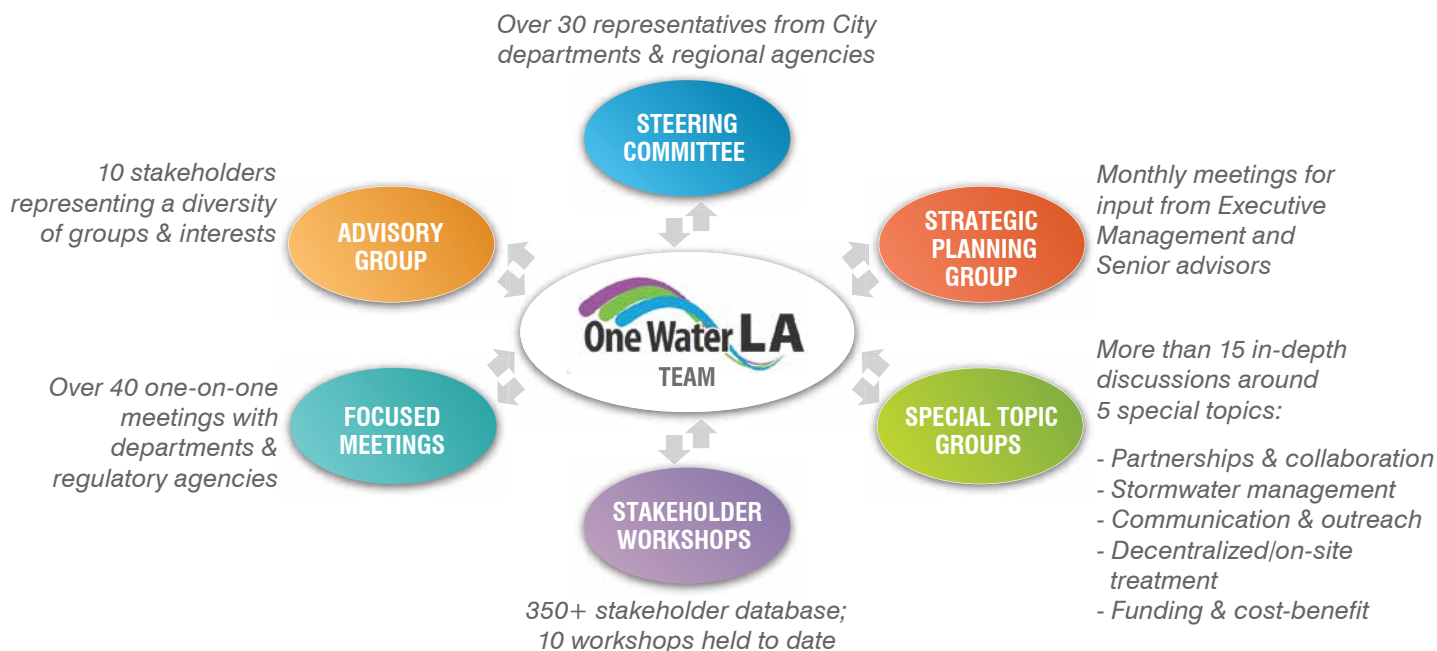 Over 30 representatives from City
departments & regional agencies
STEERING
COMMITTEE
10 stakeholders
representing a diversity
of groups & interests
ADVISORY
GROUP
STRATEGIC
PLANNING
GROUP
Monthly meetings for
input from Executive
Management and
Senior advisors
One Water LA
TEAM
Over 40 one-on-one
meetings with
departments &
regulatory agencies
FOCUSED
MEETINGS
SPECIAL TOPIC
GROUPS
More than 15 in-depth
discussions around
5 special topics:
- Partnerships & collaboration
- Stormwater management
- Communication & outreach
- Decentralized/on-site
treatment
- Funding & cost-benefit
STAKEHOLDER
WORKSHOPS
350+ stakeholder database;
10 workshops held to date